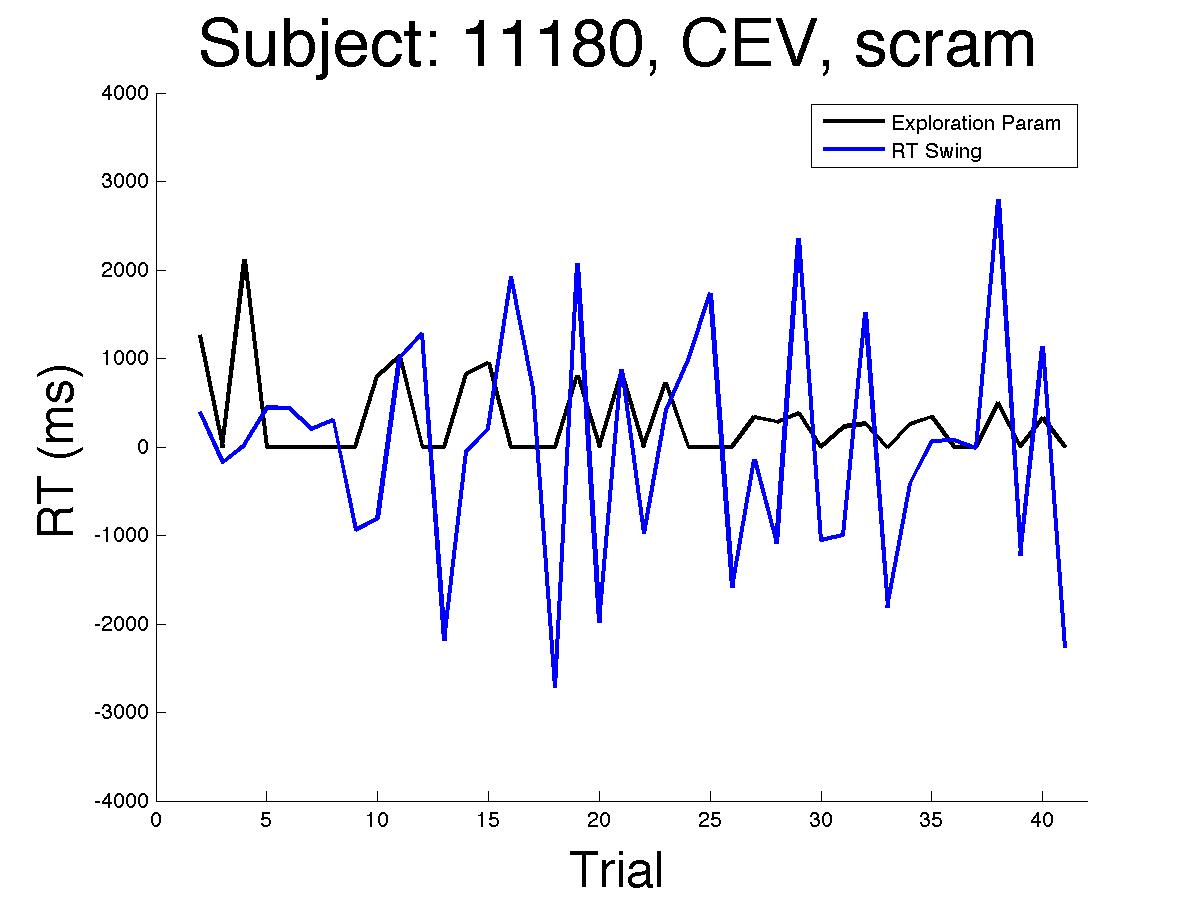 Subject: 11180, CEV, scram
4000
3000
2000
1000
0
-1000
-2000
-3000
-4000
RT (ms)
Exploration Param
RT Swing
0 5 10 15 20 25 30 35 40
Trial